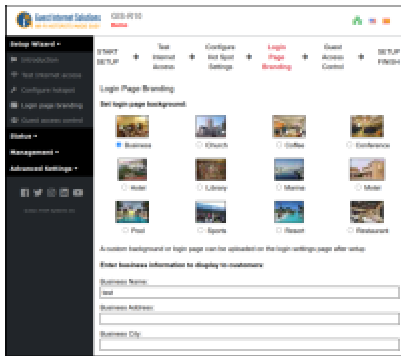 Guest Internet Solutions
GIS-R10
Demo
Setup Wizard
Introduction
Test internet access
Configure hotspot
Login page branding
Guest access control
Status
Management
Advanced Settings
START SETUP
Test Internet Access
Configure Hot Spot Settings
Login Page Branding
Guest Access Control
SETUP FINISH
Login Page Branding
Set login page background:
Business
Church
Coffee
Conference
Hotel
Library
Marina
Motel
Pool
Sports
Resort
Restaurant
A custom background or login page can be uploaded on the login settings page after setup
Enter business information to display to customers:
Business Name:
test
Business Address:
Business City: